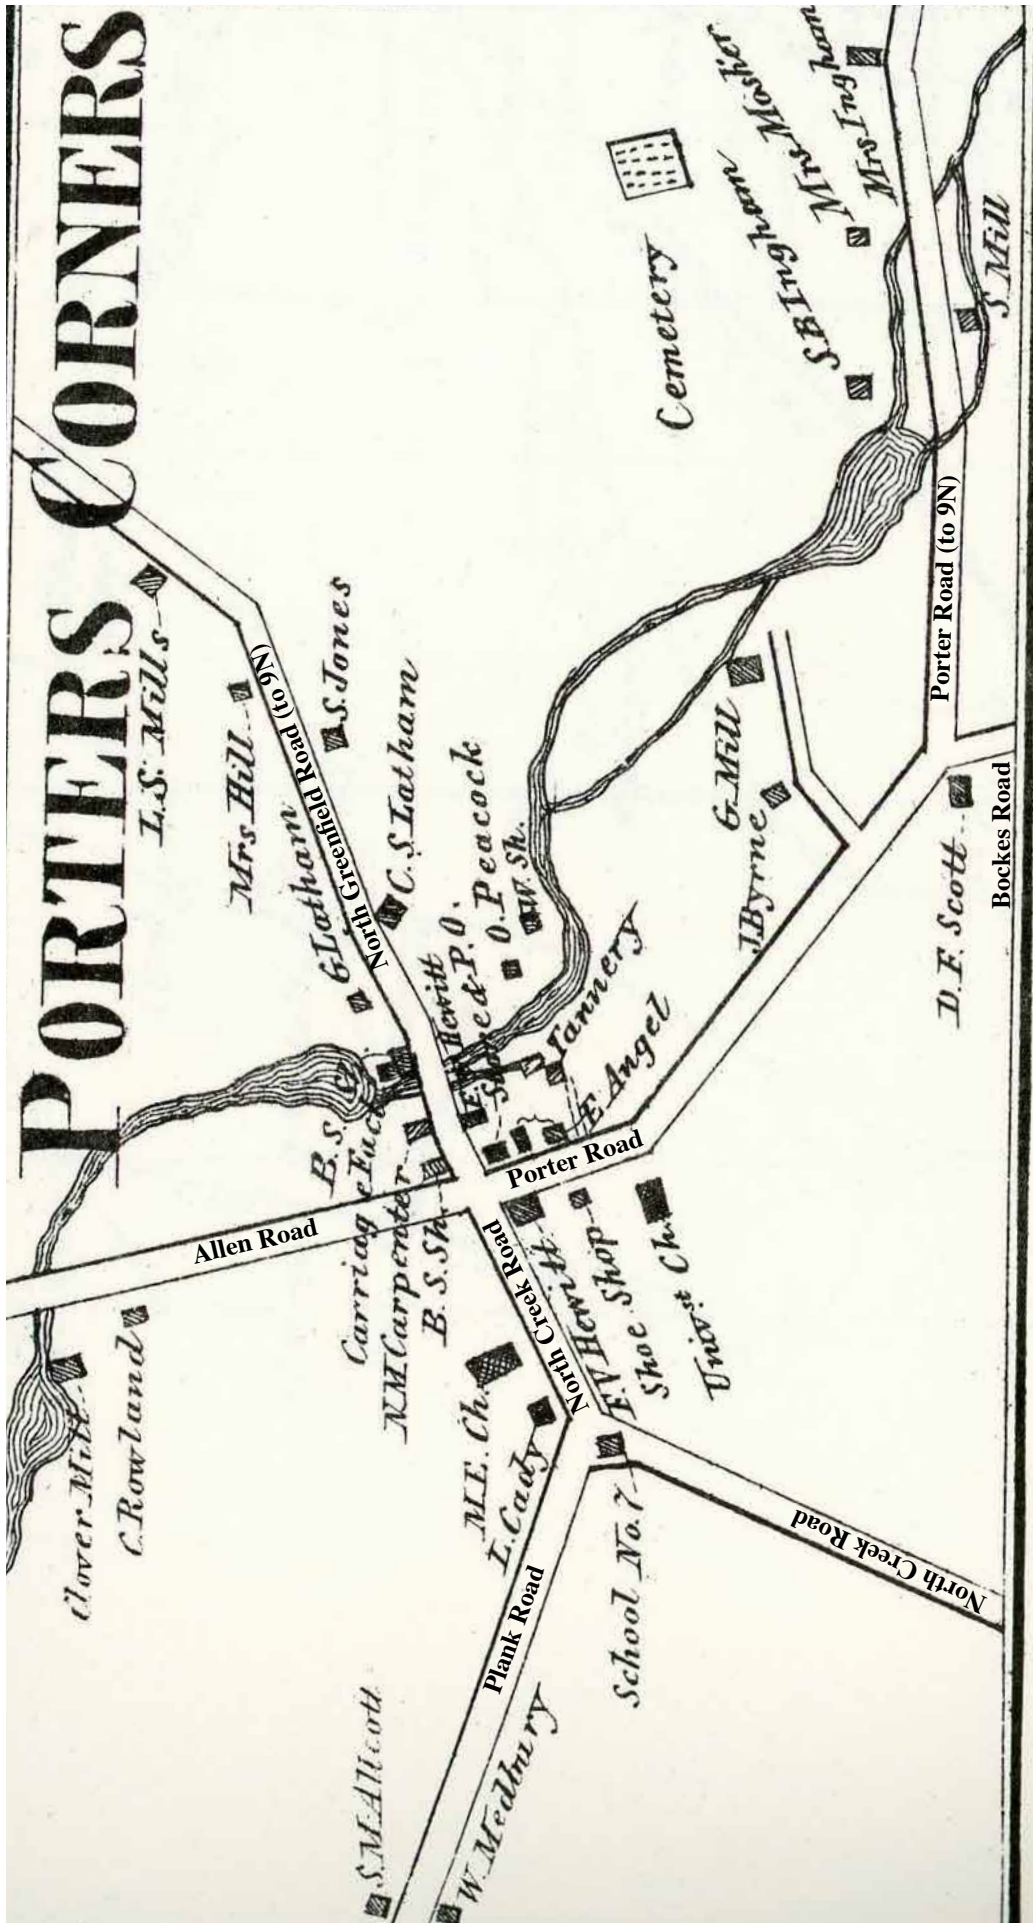 PORTERS CORNERS
L.S. Mills
Mrs Hill
North Greenfield Road (to 9N)
S. Jones
G Latham
C. S. Latham
O. Peacock
W. Sh.
Hewitt
Store & P.O.
Tannery
E. Angel
B. S.
Carriage Fact
N M Carpenter
B. S. Sh.
Allen Road
Clover Mill
C. Rowland
Cemetery
S. B Ingham
Mrs Mosher
Mrs Ingham
S. Mill
Porter Road (to 9N)
G. Mill
J. Byrne
D. F. Scott
Bockes Road
Porter Road
North Creek Road
E V Hewitt
Shoe Shop
Univst. Ch.
M. E. Ch.
L. Cady
School No. 7
Plank Road
North Creek Road
S. M Allcott
W. Medbury